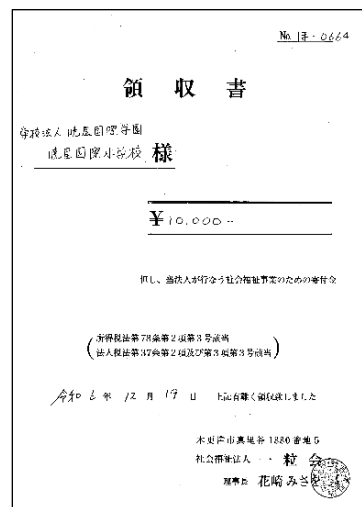 No. 1家-0664
領収書
学校法人 暁星国際学園
暁星国際小学校 様
¥10,000-
但し、当法人が行なう社会福祉事業のための寄付金
所得税法第78条第2項第3号該当
法人税法第37条第2項及び第3項第3号該当
令和 6 年 12 月 19 日 上記有難く領収致しました
木更津市真里谷1880番地5
社会福祉法人 一粒会
理事長 花崎みさを